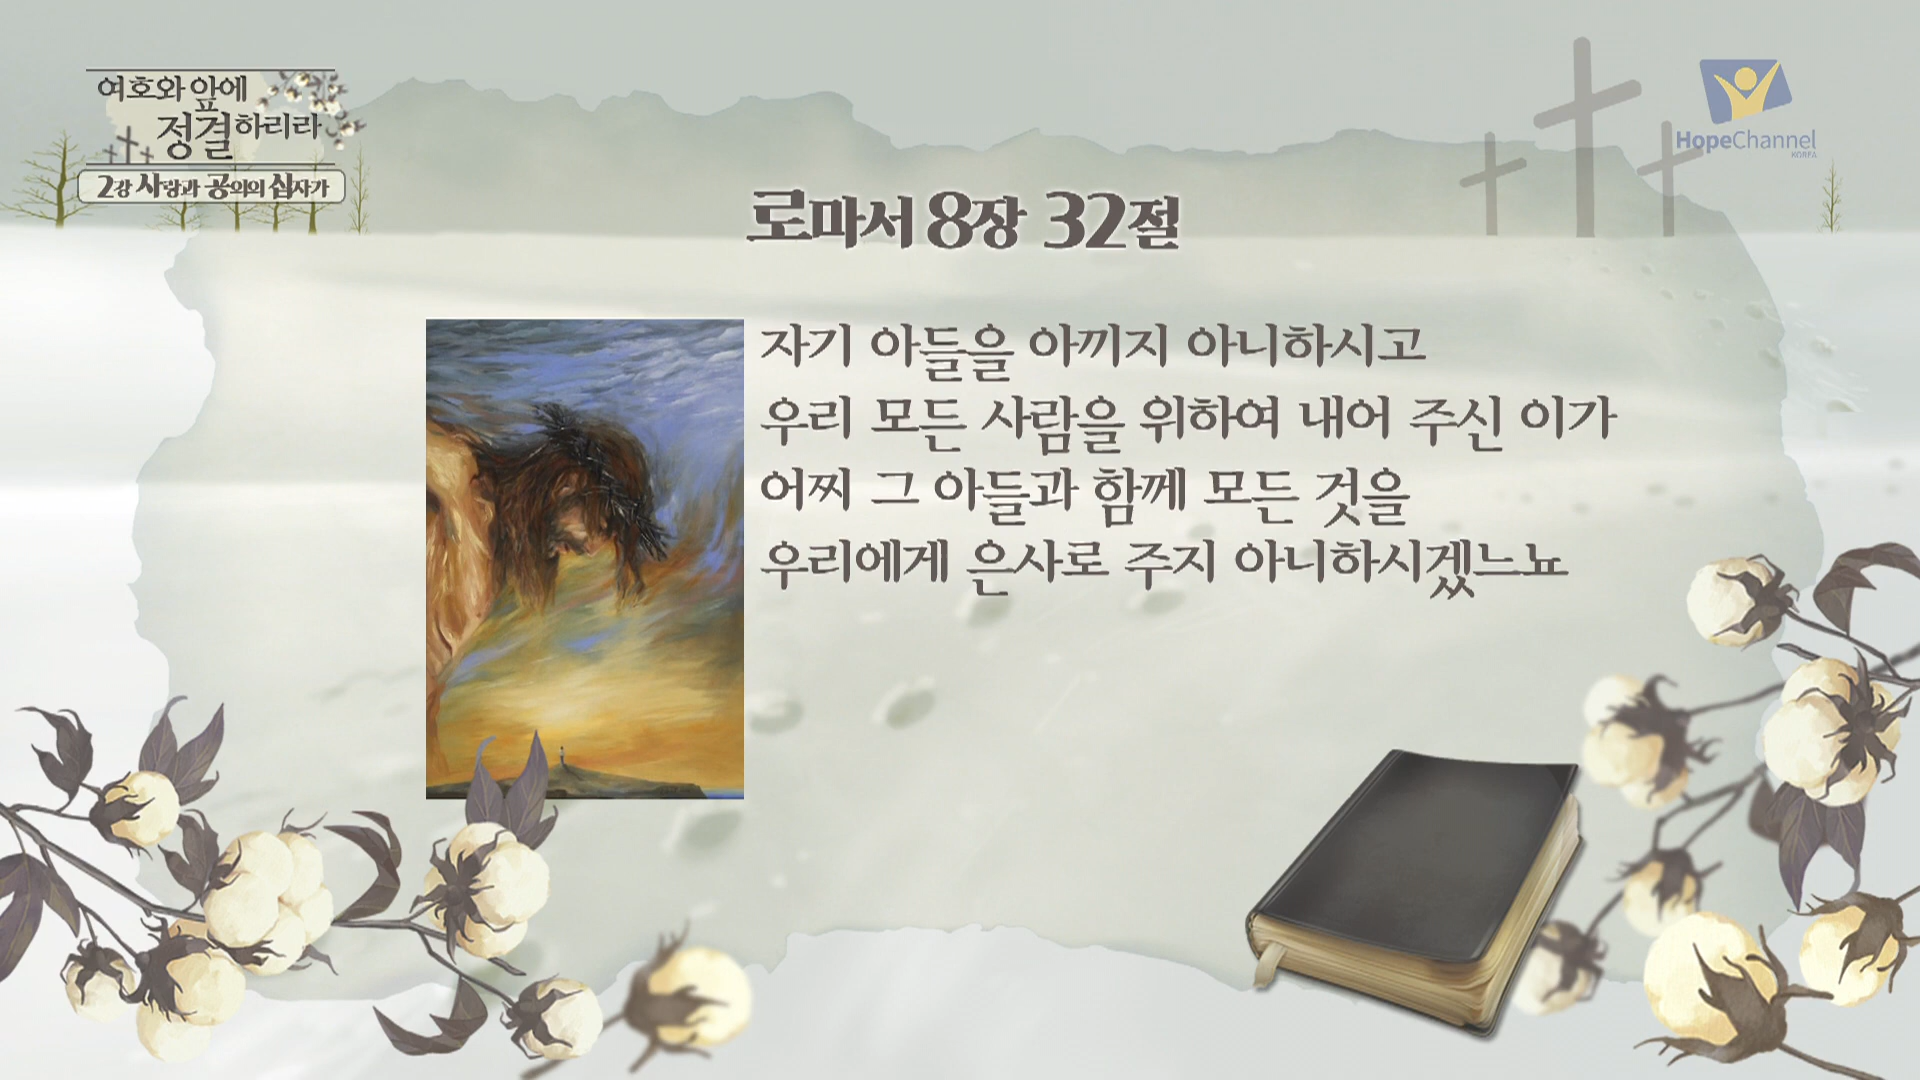 여호와 앞에
정결하리라
2강 사랑과 공의의 십자가
HopeChannel
KOREA
로마서 8장 32절
자기 아들을 아끼지 아니하시고
우리 모든 사람을 위하여 내어 주신 이가
어찌 그 아들과 함께 모든 것을
우리에게 은사로 주지 아니하시겠느뇨